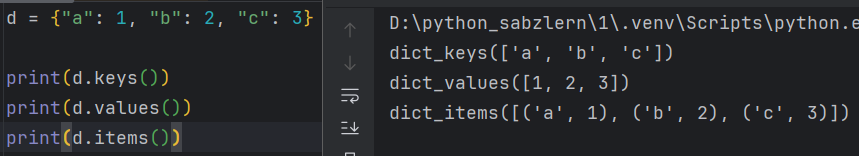 d = {"a": 1, "b": 2, "c": 3}
print(d.keys())
print(d.values())
print(d.items())
D:\python_sabzlern\1\.venv\Scripts\python.e
dict_keys(['a', 'b', 'c'])
dict_values([1, 2, 3])
dict_items([('a', 1), ('b', 2), ('c', 3)])